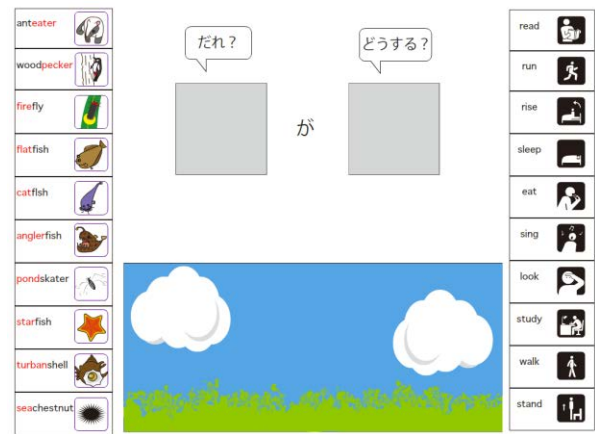 anteater
woodpecker
firefly
flatfish
catflsh
anglerfish
pondskater
starfish
turbanshell
seachestnut
だれ？
が
どうする？
read
run
rise
sleep
eat
sing
look
study
walk
stand